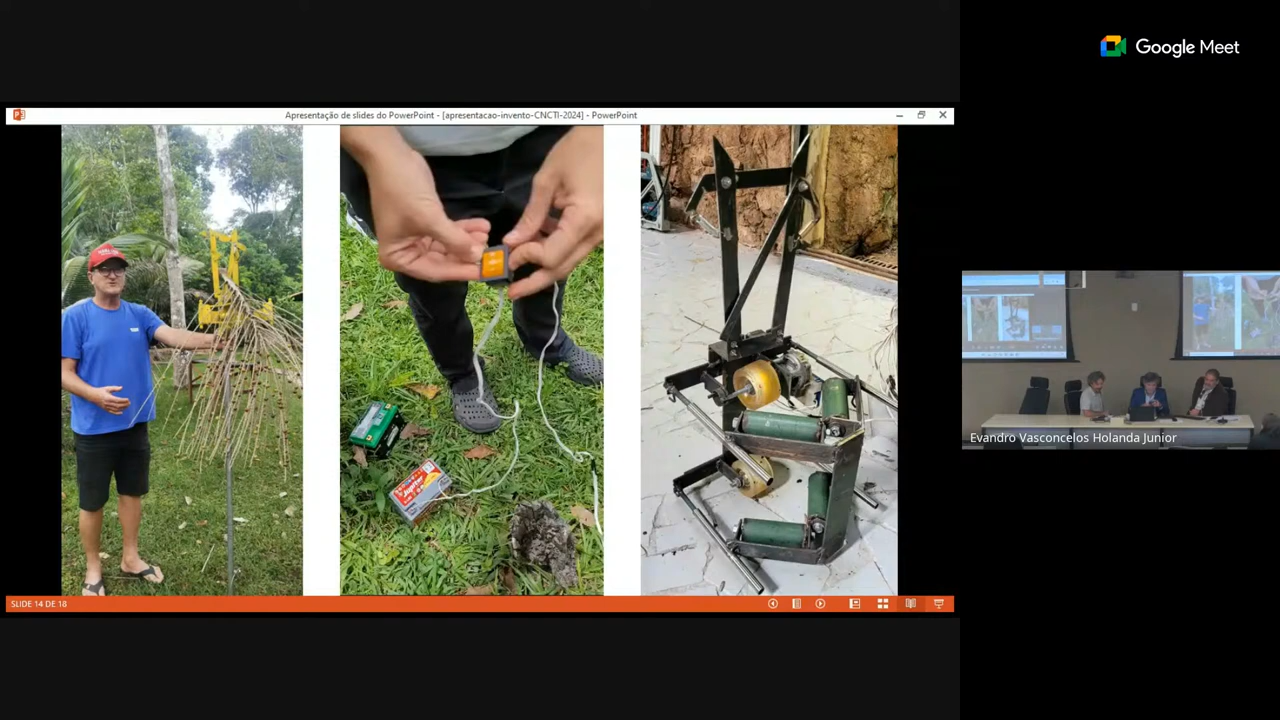 Google Meet
Apresentação de slides do PowerPoint - [apresentacao-invento-CNCTI-2024] - PowerPoint
Jupiter
SLIDE 14 DE 18
Evandro Vasconcelos Holanda Junior